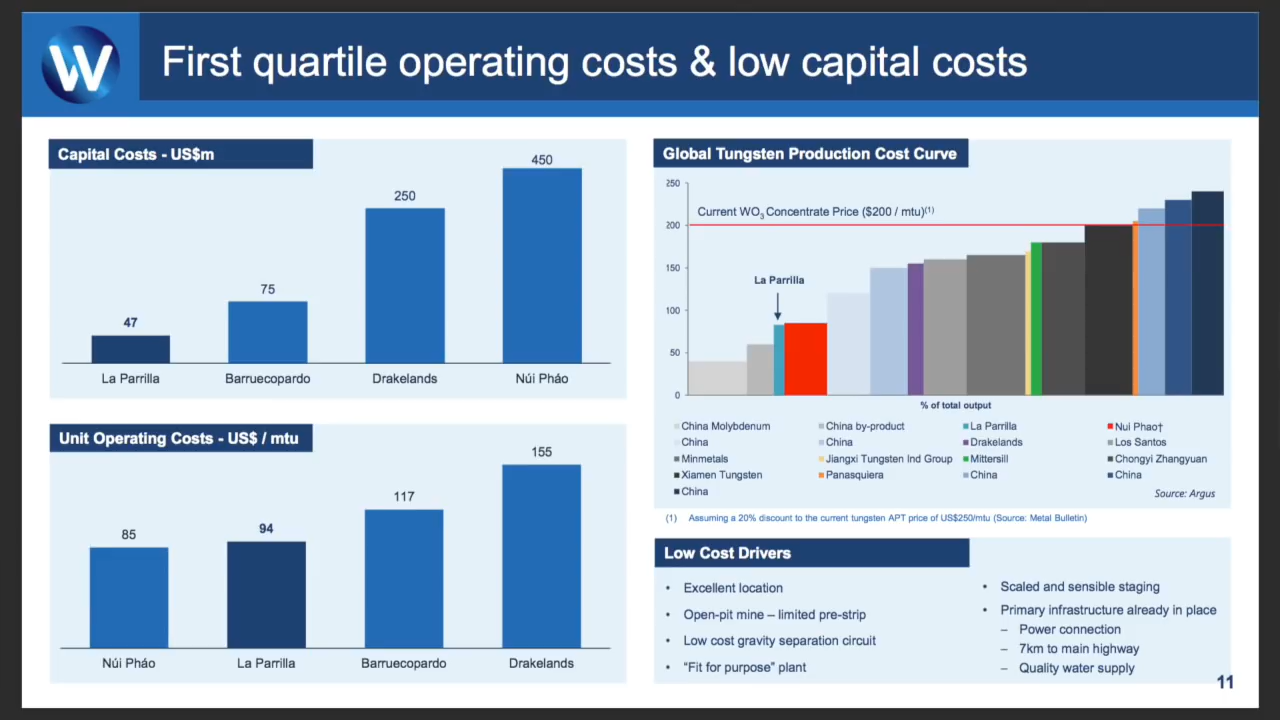 W
First quartile operating costs & low capital costs
Capital Costs - US$m
47
75
250
450
La Parrilla
Barruecopardo
Drakelands
Núi Pháo
Unit Operating Costs - US$ / mtu
85
94
117
155
Núi Pháo
La Parrilla
Barruecopardo
Drakelands
Global Tungsten Production Cost Curve
250
200
150
100
50
0
Current WO3 Concentrate Price ($200 / mtu)(1)
La Parrilla
% of total output
China Molybdenum
China by-product
La Parrilla
Nui Phao†
China
China
Drakelands
Los Santos
Minmetals
Jiangxi Tungsten Ind Group
Mittersill
Chongyi Zhangyuan
Xiamen Tungsten
Panasquiera
China
China
China
Source: Argus
(1) Assuming a 20% discount to the current tungsten APT price of US$250/mtu (Source: Metal Bulletin)
Low Cost Drivers
• Excellent location
• Open-pit mine – limited pre-strip
• Low cost gravity separation circuit
• “Fit for purpose” plant
• Scaled and sensible staging
• Primary infrastructure already in place
– Power connection
– 7km to main highway
– Quality water supply
11